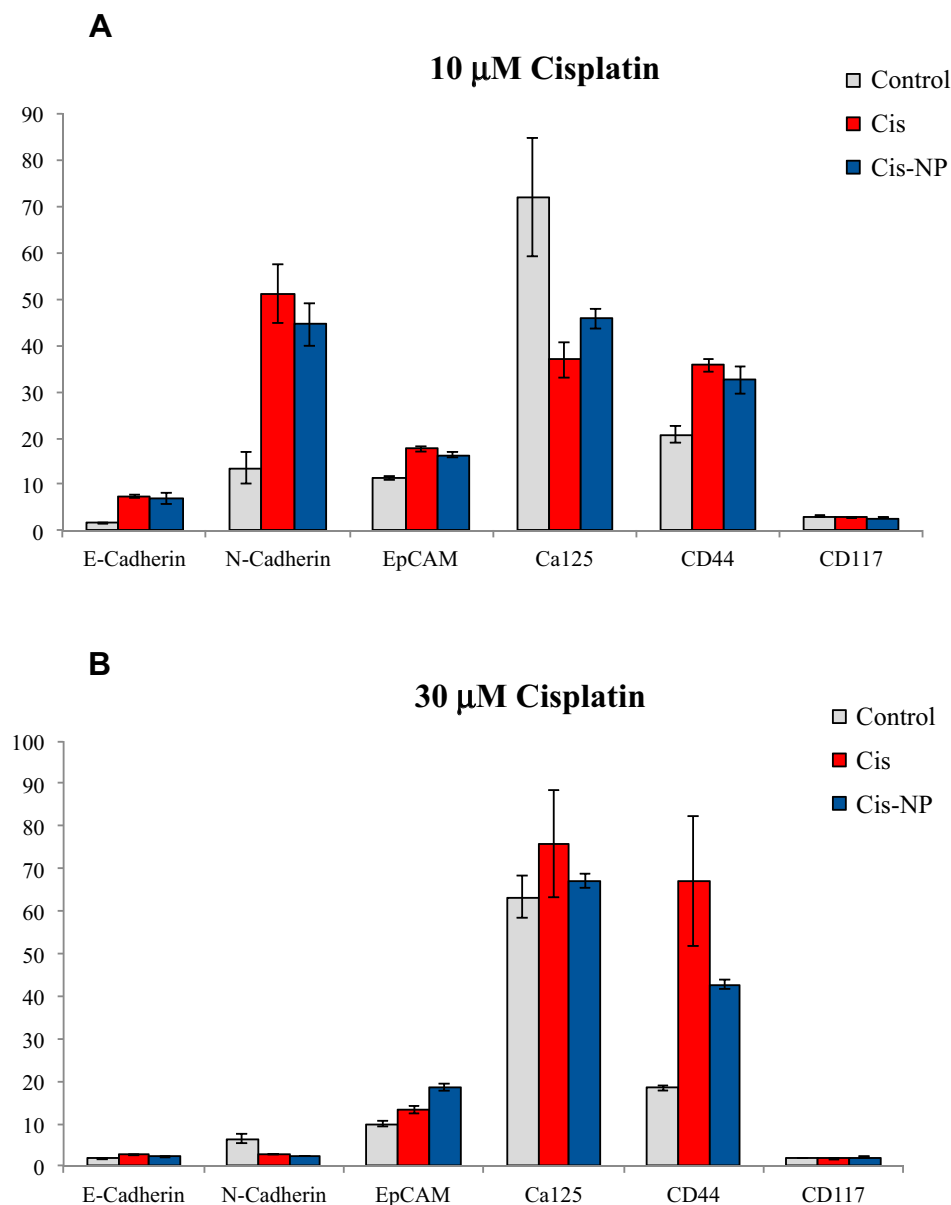 A
10 μM Cisplatin
Control
Cis
Cis-NP
90
80
70
60
50
40
30
20
10
0
E-Cadherin N-Cadherin EpCAM Ca125 CD44 CD117
B
30 μM Cisplatin
Control
Cis
Cis-NP
100
90
80
70
60
50
40
30
20
10
0
E-Cadherin N-Cadherin EpCAM Ca125 CD44 CD117